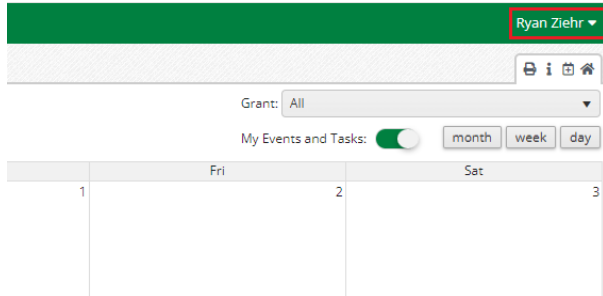 Ryan Ziehr
Grant: All
My Events and Tasks: month week day
Fri Sat
1 2 3